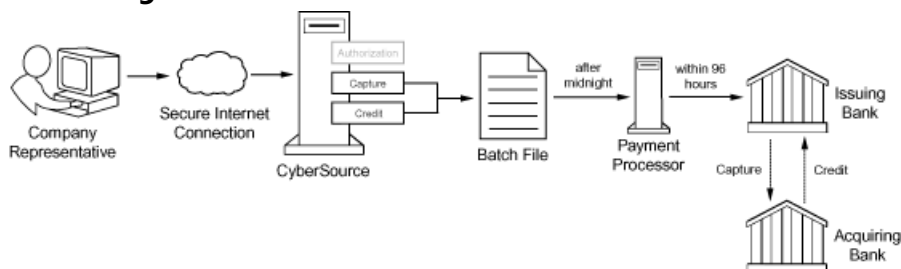 Authorization
Capture
Credit
Company
Representative
Secure Internet
Connection
CyberSource
Batch File
after
midnight
Payment
Processor
within 96
hours
Issuing
Bank
Capture
Credit
Acquiring
Bank